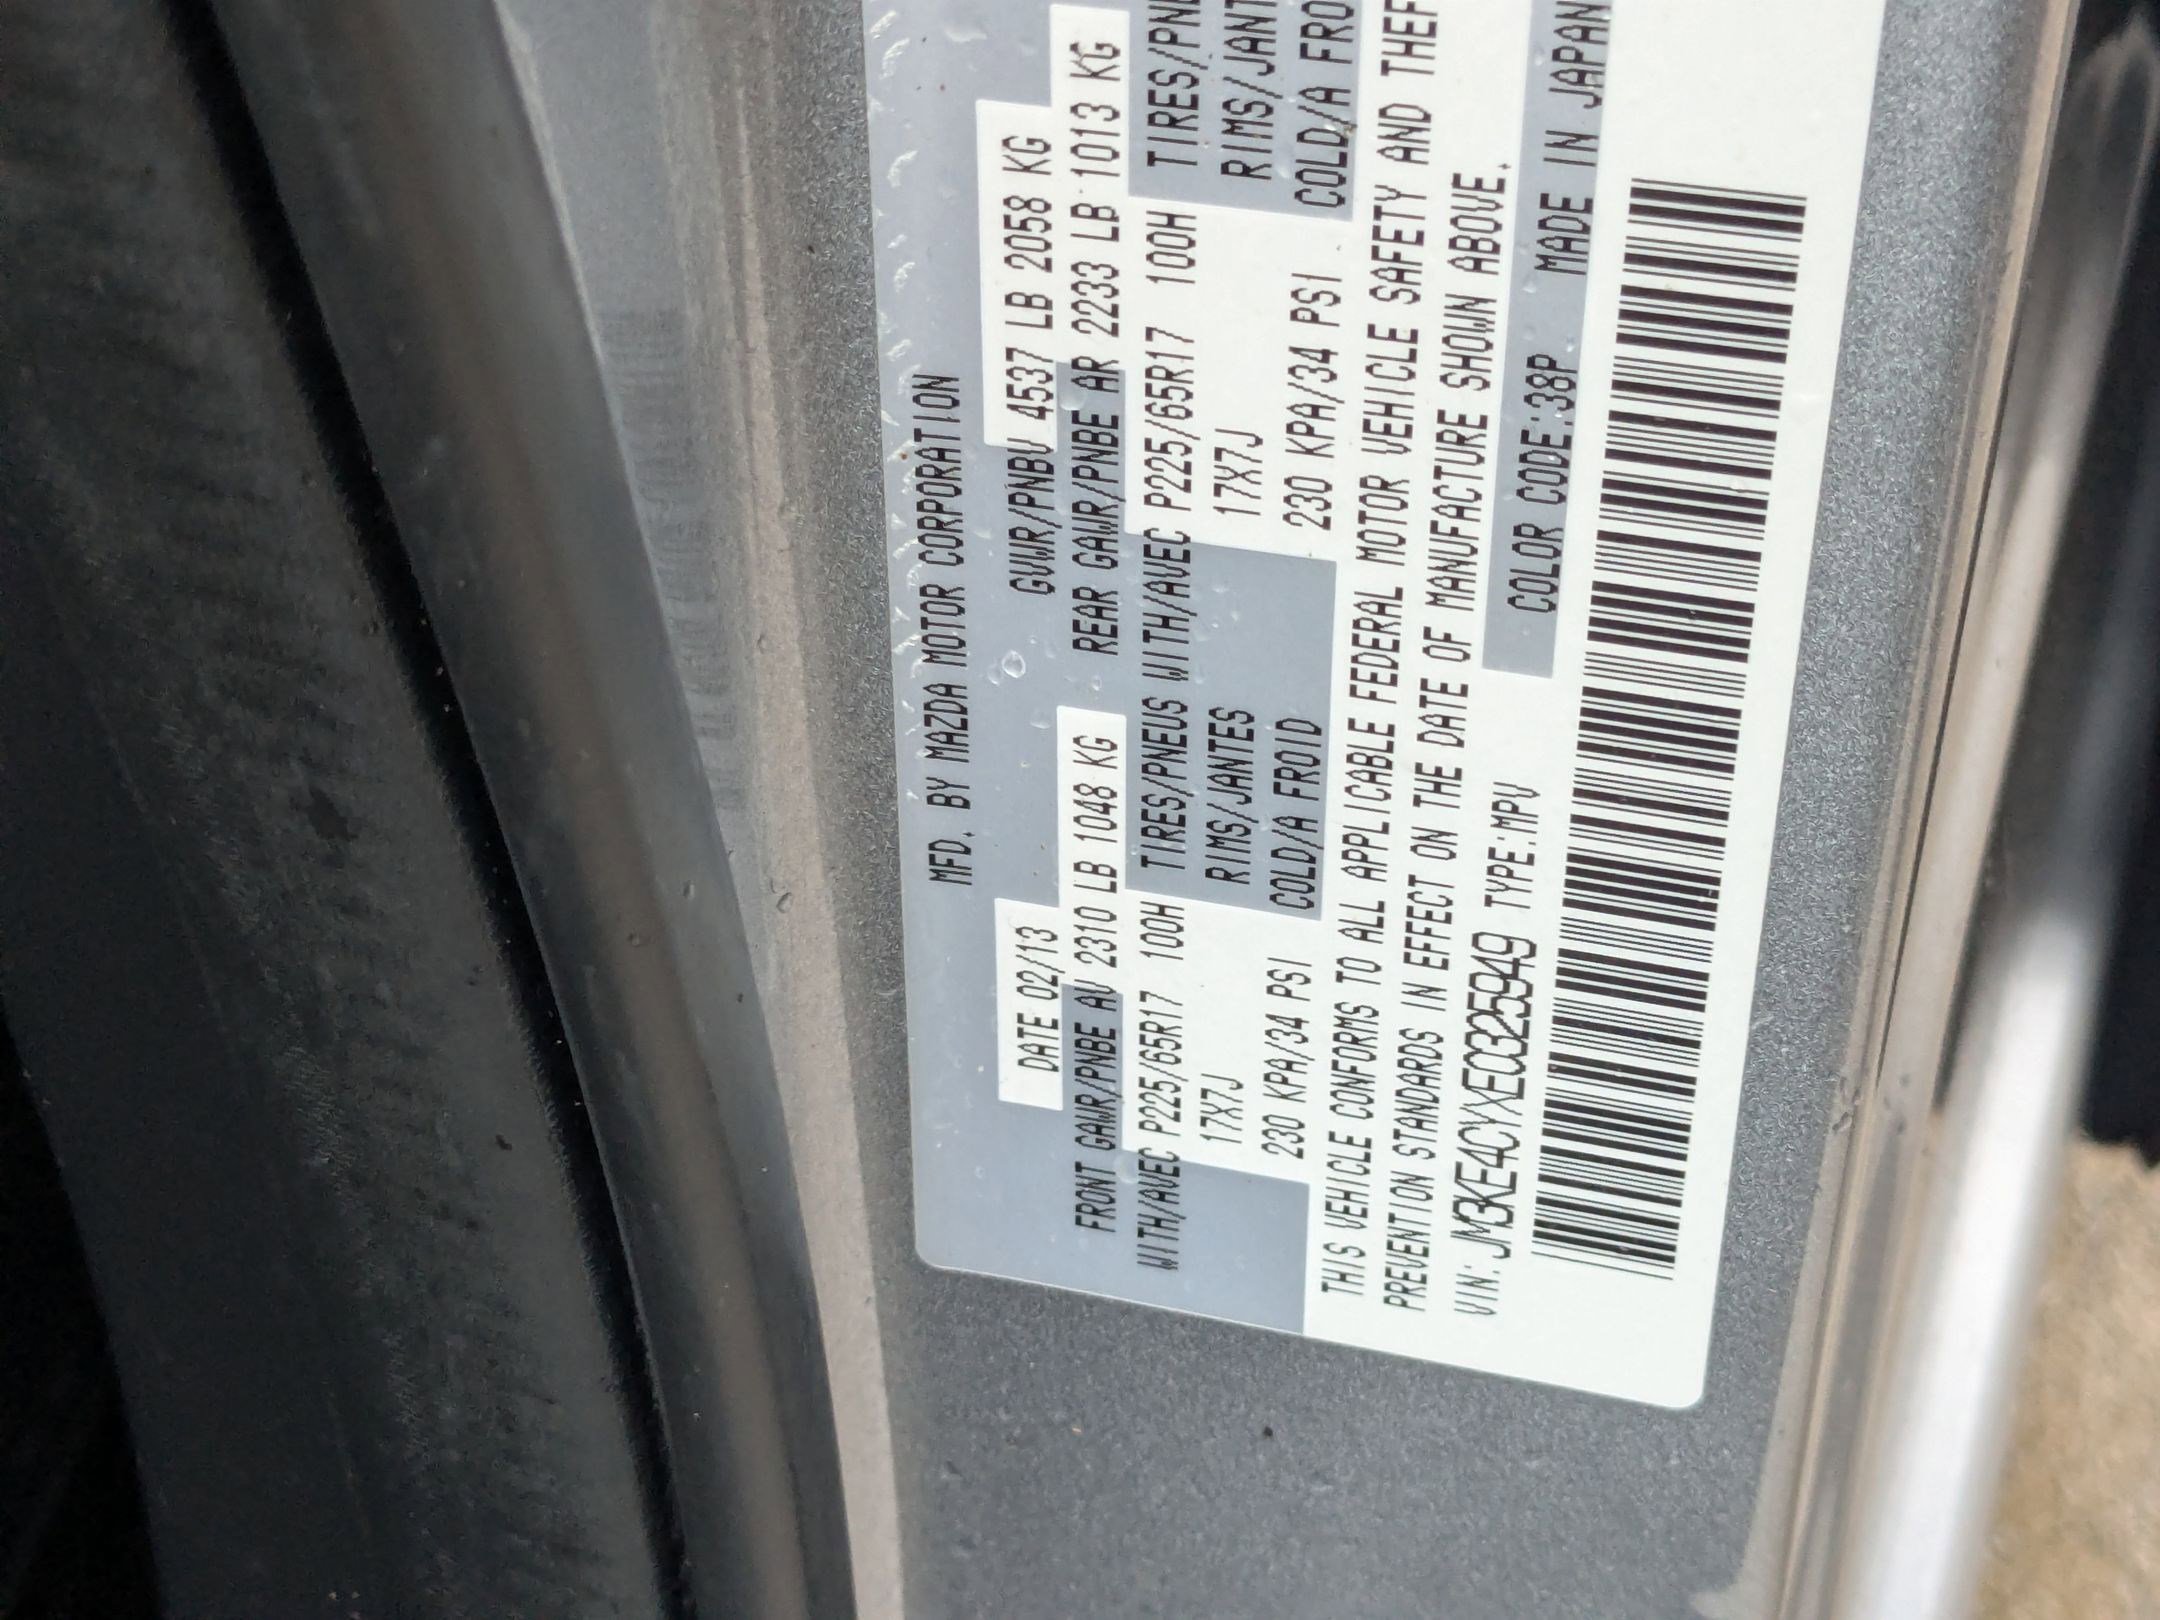 MFD. BY MAZDA MOTOR CORPORATION
DATE 02/13 GVWR/PNBV 4537 LB 2058 KG
FRONT GAWR/PNBE AV 2310 LB 1048 KG REAR GAWR/PNBE AR 2233 LB 1013 KG
WITH/AVEC P225/65R17 100H TIRES/PNEUS WITH/AVEC P225/65R17 100H TIRES/PNE
17X7J RIMS/JANTES 17X7J RIMS/JANT
230 KPA/34 PSI COLD/A FROID 230 KPA/34 PSI COLD/A FRO
THIS VEHICLE CONFORMS TO ALL APPLICABLE FEDERAL MOTOR VEHICLE SAFETY AND THEF
PREVENTION STANDARDS IN EFFECT ON THE DATE OF MANUFACTURE SHOWN ABOVE.
VIN: JM3KE4CYXE0325949 TYPE:MPV COLOR CODE:38P MADE IN JAPAN